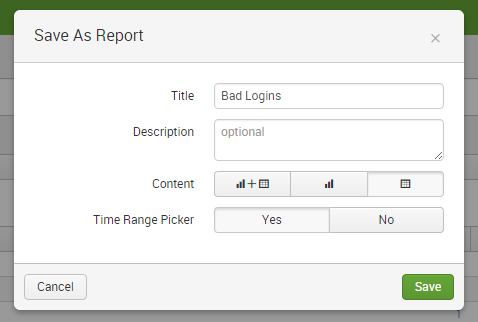 Save As Report ×
Title Bad Logins
Description optional
Content +
Time Range Picker Yes No
Cancel Save